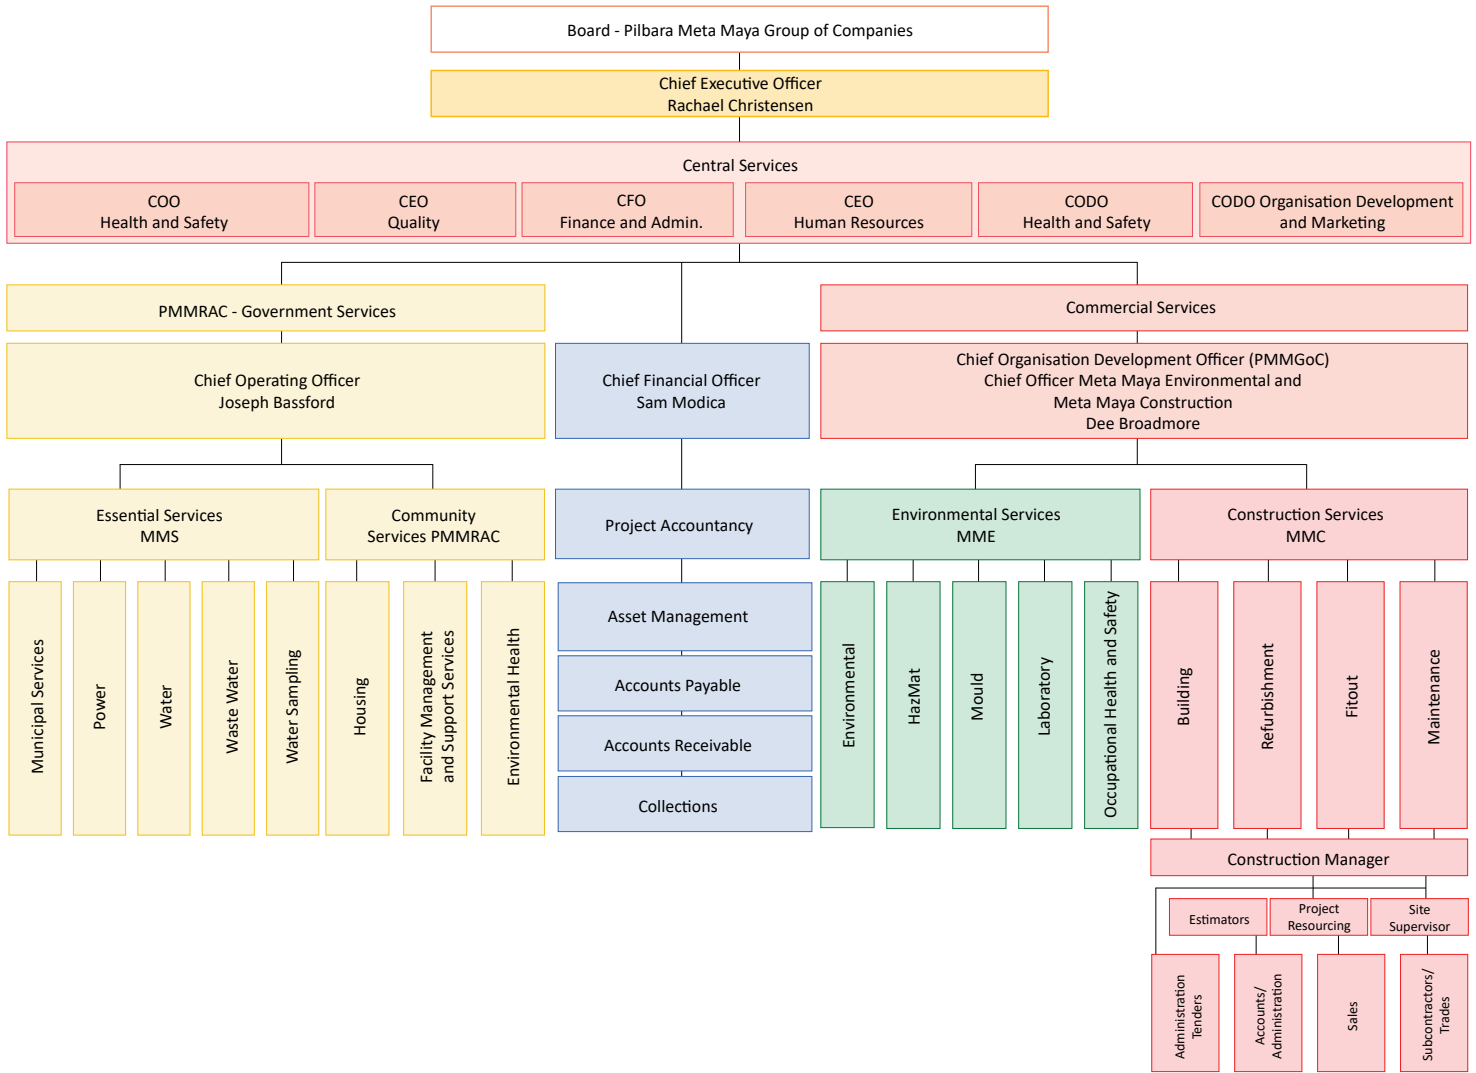 Board - Pilbara Meta Maya Group of Companies
Chief Executive Officer
Rachael Christensen
Central Services
COO
Health and Safety
CEO
Quality
CFO
Finance and Admin.
CEO
Human Resources
CODO
Health and Safety
CODO Organisation Development
and Marketing
PMMRAC - Government Services
Commercial Services
Chief Operating Officer
Joseph Bassford
Chief Financial Officer
Sam Modica
Chief Organisation Development Officer (PMMGoC)
Chief Officer Meta Maya Environmental and
Meta Maya Construction
Dee Broadmore
Essential Services
MMS
Community
Services PMMRAC
Project Accountancy
Environmental Services
MME
Construction Services
MMC
Municipal Services
Power
Water
Waste Water
Water Sampling
Housing
Facility Management
and Support Services
Environmental Health
Asset Management
Accounts Payable
Accounts Receivable
Collections
Environmental
HazMat
Mould
Laboratory
Occupational Health and Safety
Building
Refurbishment
Fitout
Maintenance
Construction Manager
Estimators
Project
Resourcing
Site
Supervisor
Administration
Tenders
Accounts/
Administration
Sales
Subcontractors/
Trades